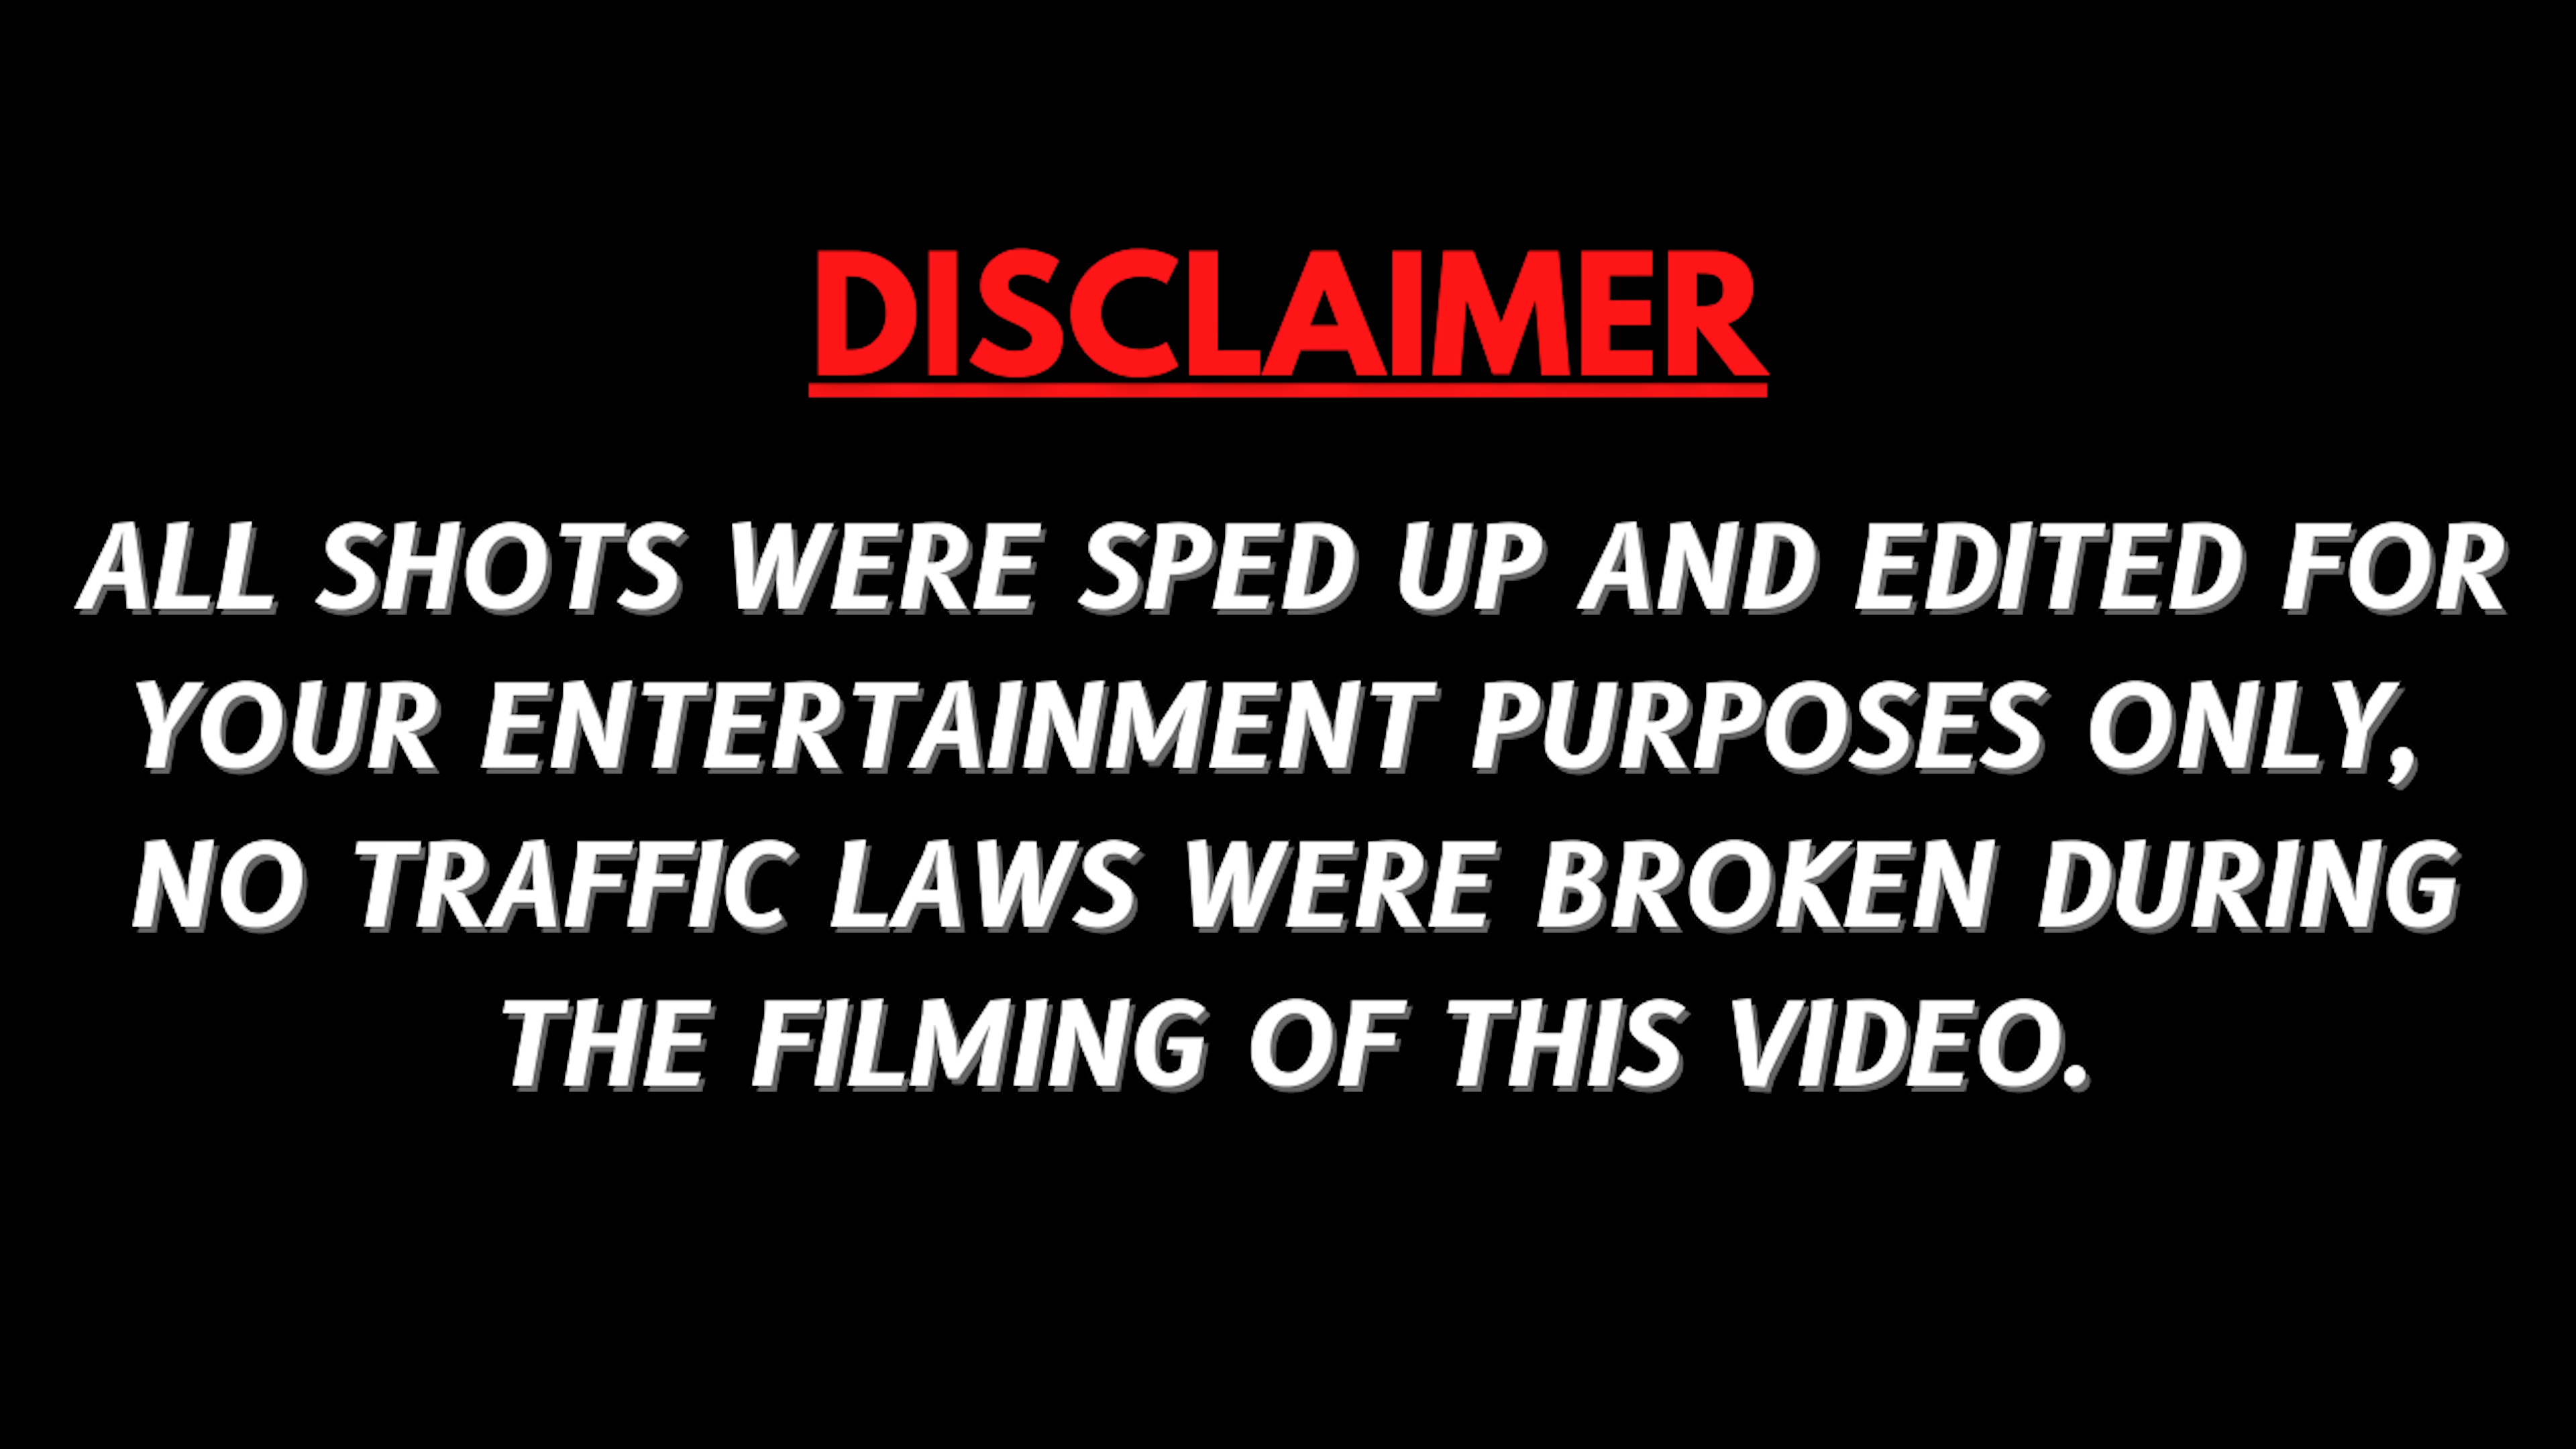 DISCLAIMER
ALL SHOTS WERE SPED UP AND EDITED FOR
YOUR ENTERTAINMENT PURPOSES ONLY,
NO TRAFFIC LAWS WERE BROKEN DURING
THE FILMING OF THIS VIDEO.